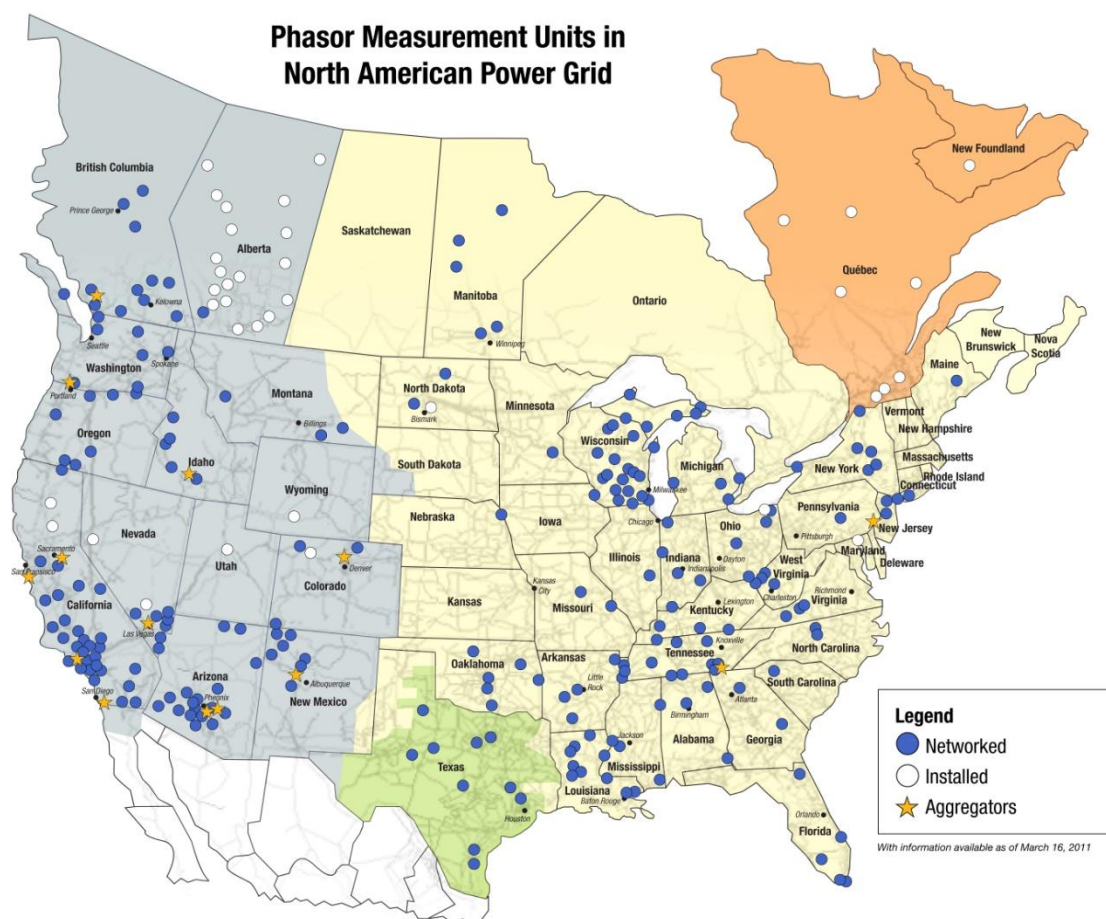 Phasor Measurement Units in
North American Power Grid
British Columbia
Prince George
Alberta
Saskatchewan
Manitoba
Winnipeg
Ontario
New Foundland
Québec
New
Brunswick
Nova
Scotia
Maine
Kelowna
Seattle
Washington
Spokane
Portland
Oregon
Montana
Billings
Idaho
Wyoming
North Dakota
Bismark
South Dakota
Nebraska
Minnesota
Wisconsin
Milwaukee
Michigan
Vermont
New Hampshire
Massachusetts
Rhode Island
Connecticut
New York
Pennsylvania
Pittsburgh
New Jersey
Maryland
Delaware
Iowa
Chicago
Illinois
Indiana
Indianapolis
Ohio
Dayton
West
Virginia
Charleston
Richmond
Virginia
Nevada
Utah
Colorado
Denver
Sacramento
San Fransisco
California
Las Vegas
San Diego
Arizona
Pheonix
Albuquerque
New Mexico
Kansas
Kansas
City
Missouri
Kentucky
Lexington
Knoxville
Tennessee
North Carolina
South Carolina
Oklahoma
Arkansas
Little
Rock
Texas
Houston
Louisiana
Baton Rouge
Jackson
Mississippi
Birmingham
Alabama
Atlanta
Georgia
Orlando
Florida
Legend
Networked
Installed
Aggregators
With information available as of March 16, 2011